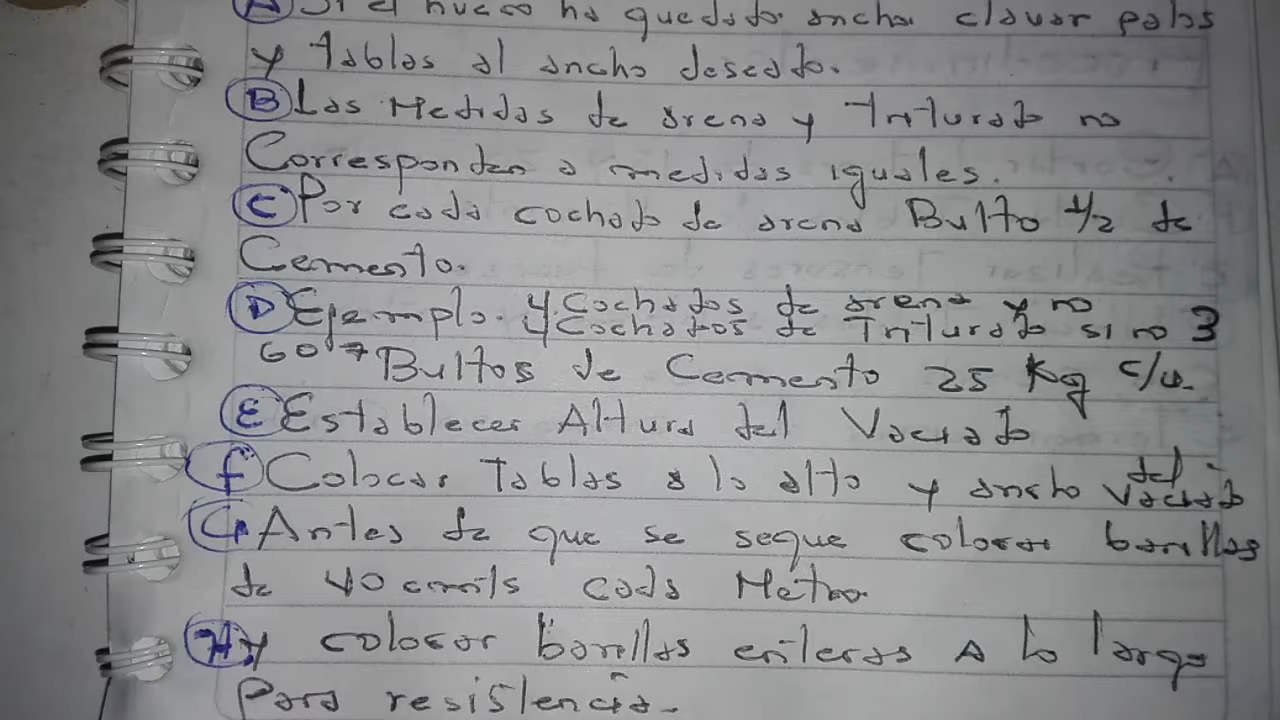 A Si el hueco ha quedado ancho clavar palos
y tablas al ancho deseado.
B Las Medidas de arena y Triturado no
Corresponden a medidas iguales.
C Por cada cochado de arena Bulto 1/2 de
Cemento.
D Ejemplo. 4 Cochados de arena y no
4 Cochados de Triturado si no 3
6 o 7 Bultos de Cemento 25 Kg c/u.
E Establecer Altura del Vaciado
F Colocar Tablas a lo alto y ancho del Vaciado
G Antes de que se seque colocar barillas
de 40 cmts cada Metro.
H y colocar barillas enteras A lo largo
Para resistencia.